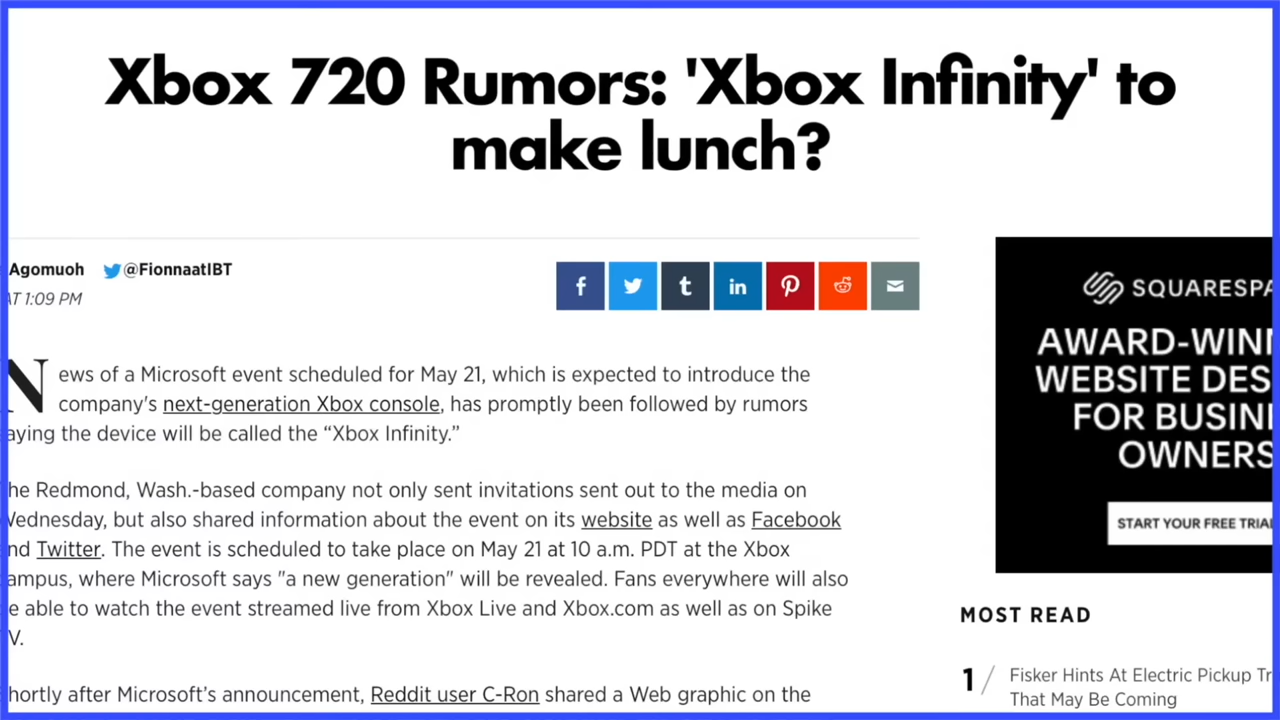 Xbox 720 Rumors: 'Xbox Infinity' to
make lunch?
Agomuoh @FionnaatIBT
AT 1:09 PM
News of a Microsoft event scheduled for May 21, which is expected to introduce the
company's next-generation Xbox console, has promptly been followed by rumors
aying the device will be called the “Xbox Infinity.”
he Redmond, Wash.-based company not only sent invitations sent out to the media on
Wednesday, but also shared information about the event on its website as well as Facebook
nd Twitter. The event is scheduled to take place on May 21 at 10 a.m. PDT at the Xbox
ampus, where Microsoft says "a new generation" will be revealed. Fans everywhere will also
e able to watch the event streamed live from Xbox Live and Xbox.com as well as on Spike
V.
hortly after Microsoft’s announcement, Reddit user C-Ron shared a Web graphic on the
SQUARESPA
AWARD-WINN
WEBSITE DES
FOR BUSIN
OWNERS
START YOUR FREE TRIAL
MOST READ
1 / Fisker Hints At Electric Pickup Tr
That May Be Coming